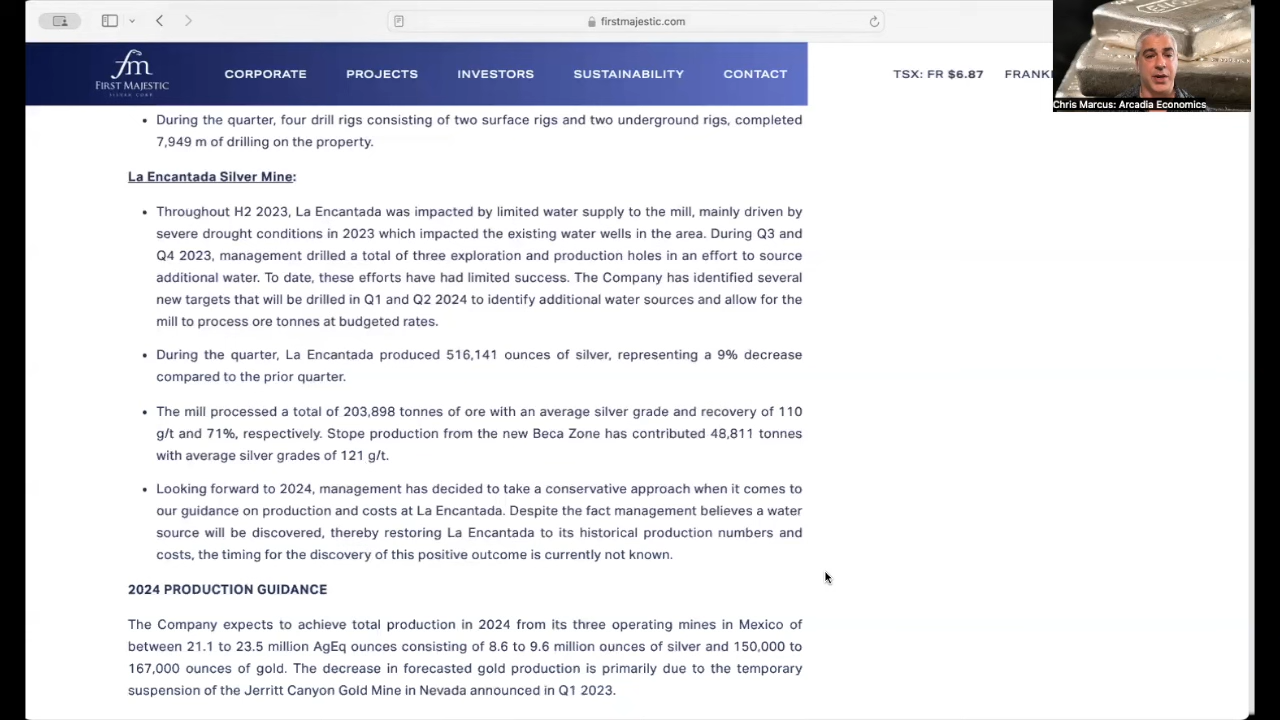 firstmajestic.com
fm
FIRST MAJESTIC
SILVER CORP.
CORPORATE PROJECTS INVESTORS SUSTAINABILITY CONTACT
TSX: FR $6.87 FRANK
Chris Marcus: Arcadia Economics
• During the quarter, four drill rigs consisting of two surface rigs and two underground rigs, completed
7,949 m of drilling on the property.
La Encantada Silver Mine:
• Throughout H2 2023, La Encantada was impacted by limited water supply to the mill, mainly driven by
severe drought conditions in 2023 which impacted the existing water wells in the area. During Q3 and
Q4 2023, management drilled a total of three exploration and production holes in an effort to source
additional water. To date, these efforts have had limited success. The Company has identified several
new targets that will be drilled in Q1 and Q2 2024 to identify additional water sources and allow for the
mill to process ore tonnes at budgeted rates.
• During the quarter, La Encantada produced 516,141 ounces of silver, representing a 9% decrease
compared to the prior quarter.
• The mill processed a total of 203,898 tonnes of ore with an average silver grade and recovery of 110
g/t and 71%, respectively. Stope production from the new Beca Zone has contributed 48,811 tonnes
with average silver grades of 121 g/t.
• Looking forward to 2024, management has decided to take a conservative approach when it comes to
our guidance on production and costs at La Encantada. Despite the fact management believes a water
source will be discovered, thereby restoring La Encantada to its historical production numbers and
costs, the timing for the discovery of this positive outcome is currently not known.
2024 PRODUCTION GUIDANCE
The Company expects to achieve total production in 2024 from its three operating mines in Mexico of
between 21.1 to 23.5 million AgEq ounces consisting of 8.6 to 9.6 million ounces of silver and 150,000 to
167,000 ounces of gold. The decrease in forecasted gold production is primarily due to the temporary
suspension of the Jerritt Canyon Gold Mine in Nevada announced in Q1 2023.